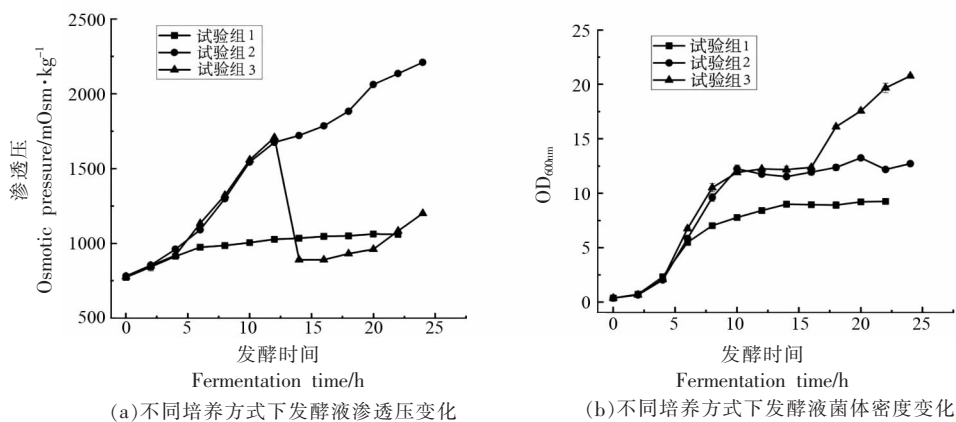 2500
2000
1500
1000
500
0 5 10 15 20 25
渗透压
Osmotic pressure/mOsm·kg⁻¹
试验组1
试验组2
试验组3
发酵时间
Fermentation time/h
(a)不同培养方式下发酵液渗透压变化
25
20
15
10
5
0
0 5 10 15 20 25
OD₆₀₀ₙₘ
试验组1
试验组2
试验组3
发酵时间
Fermentation time/h
(b)不同培养方式下发酵液菌体密度变化